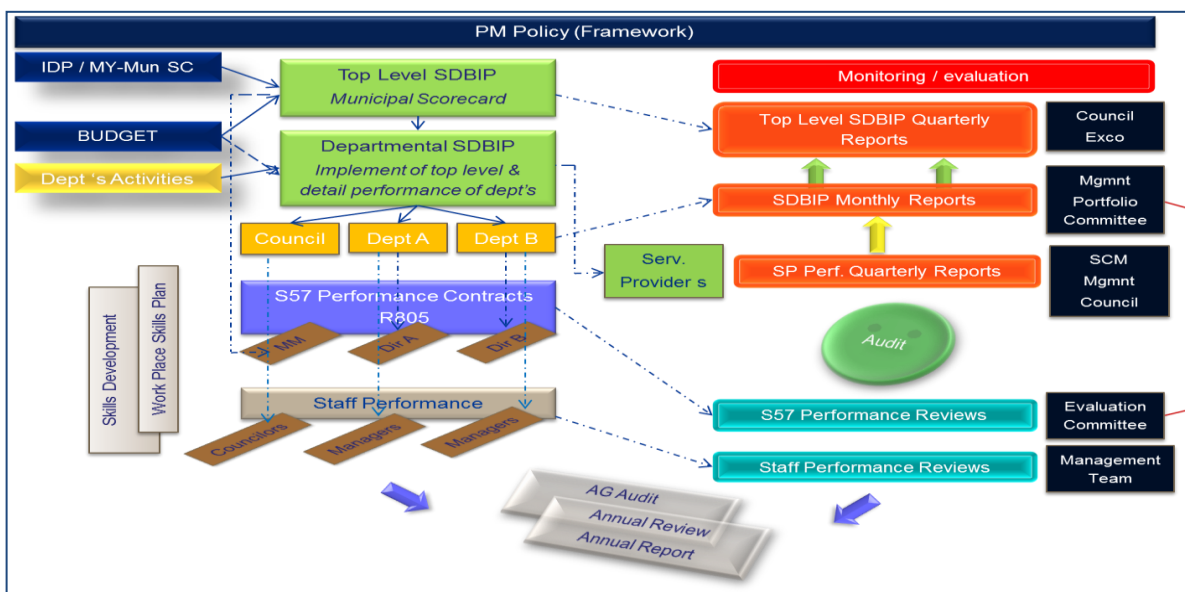 PM Policy (Framework)
IDP / MY-Mun SC
BUDGET
Dept 's Activities
Top Level SDBIP
Municipal Scorecard
Departmental SDBIP
Implement of top level &
detail performance of dept's
Council
Dept A
Dept B
Serv.
Provider s
S57 Performance Contracts
R805
MM
Dir A
Dir B
Skills Development
Work Place Skills Plan
Staff Performance
Councillors
Managers
Managers
Monitoring / evaluation
Top Level SDBIP Quarterly
Reports
Council
Exco
SDBIP Monthly Reports
Mgmnt
Portfolio
Committee
SP Perf. Quarterly Reports
SCM
Mgmnt
Council
Audit
S57 Performance Reviews
Evaluation
Committee
Staff Performance Reviews
Management
Team
AG Audit
Annual Review
Annual Report